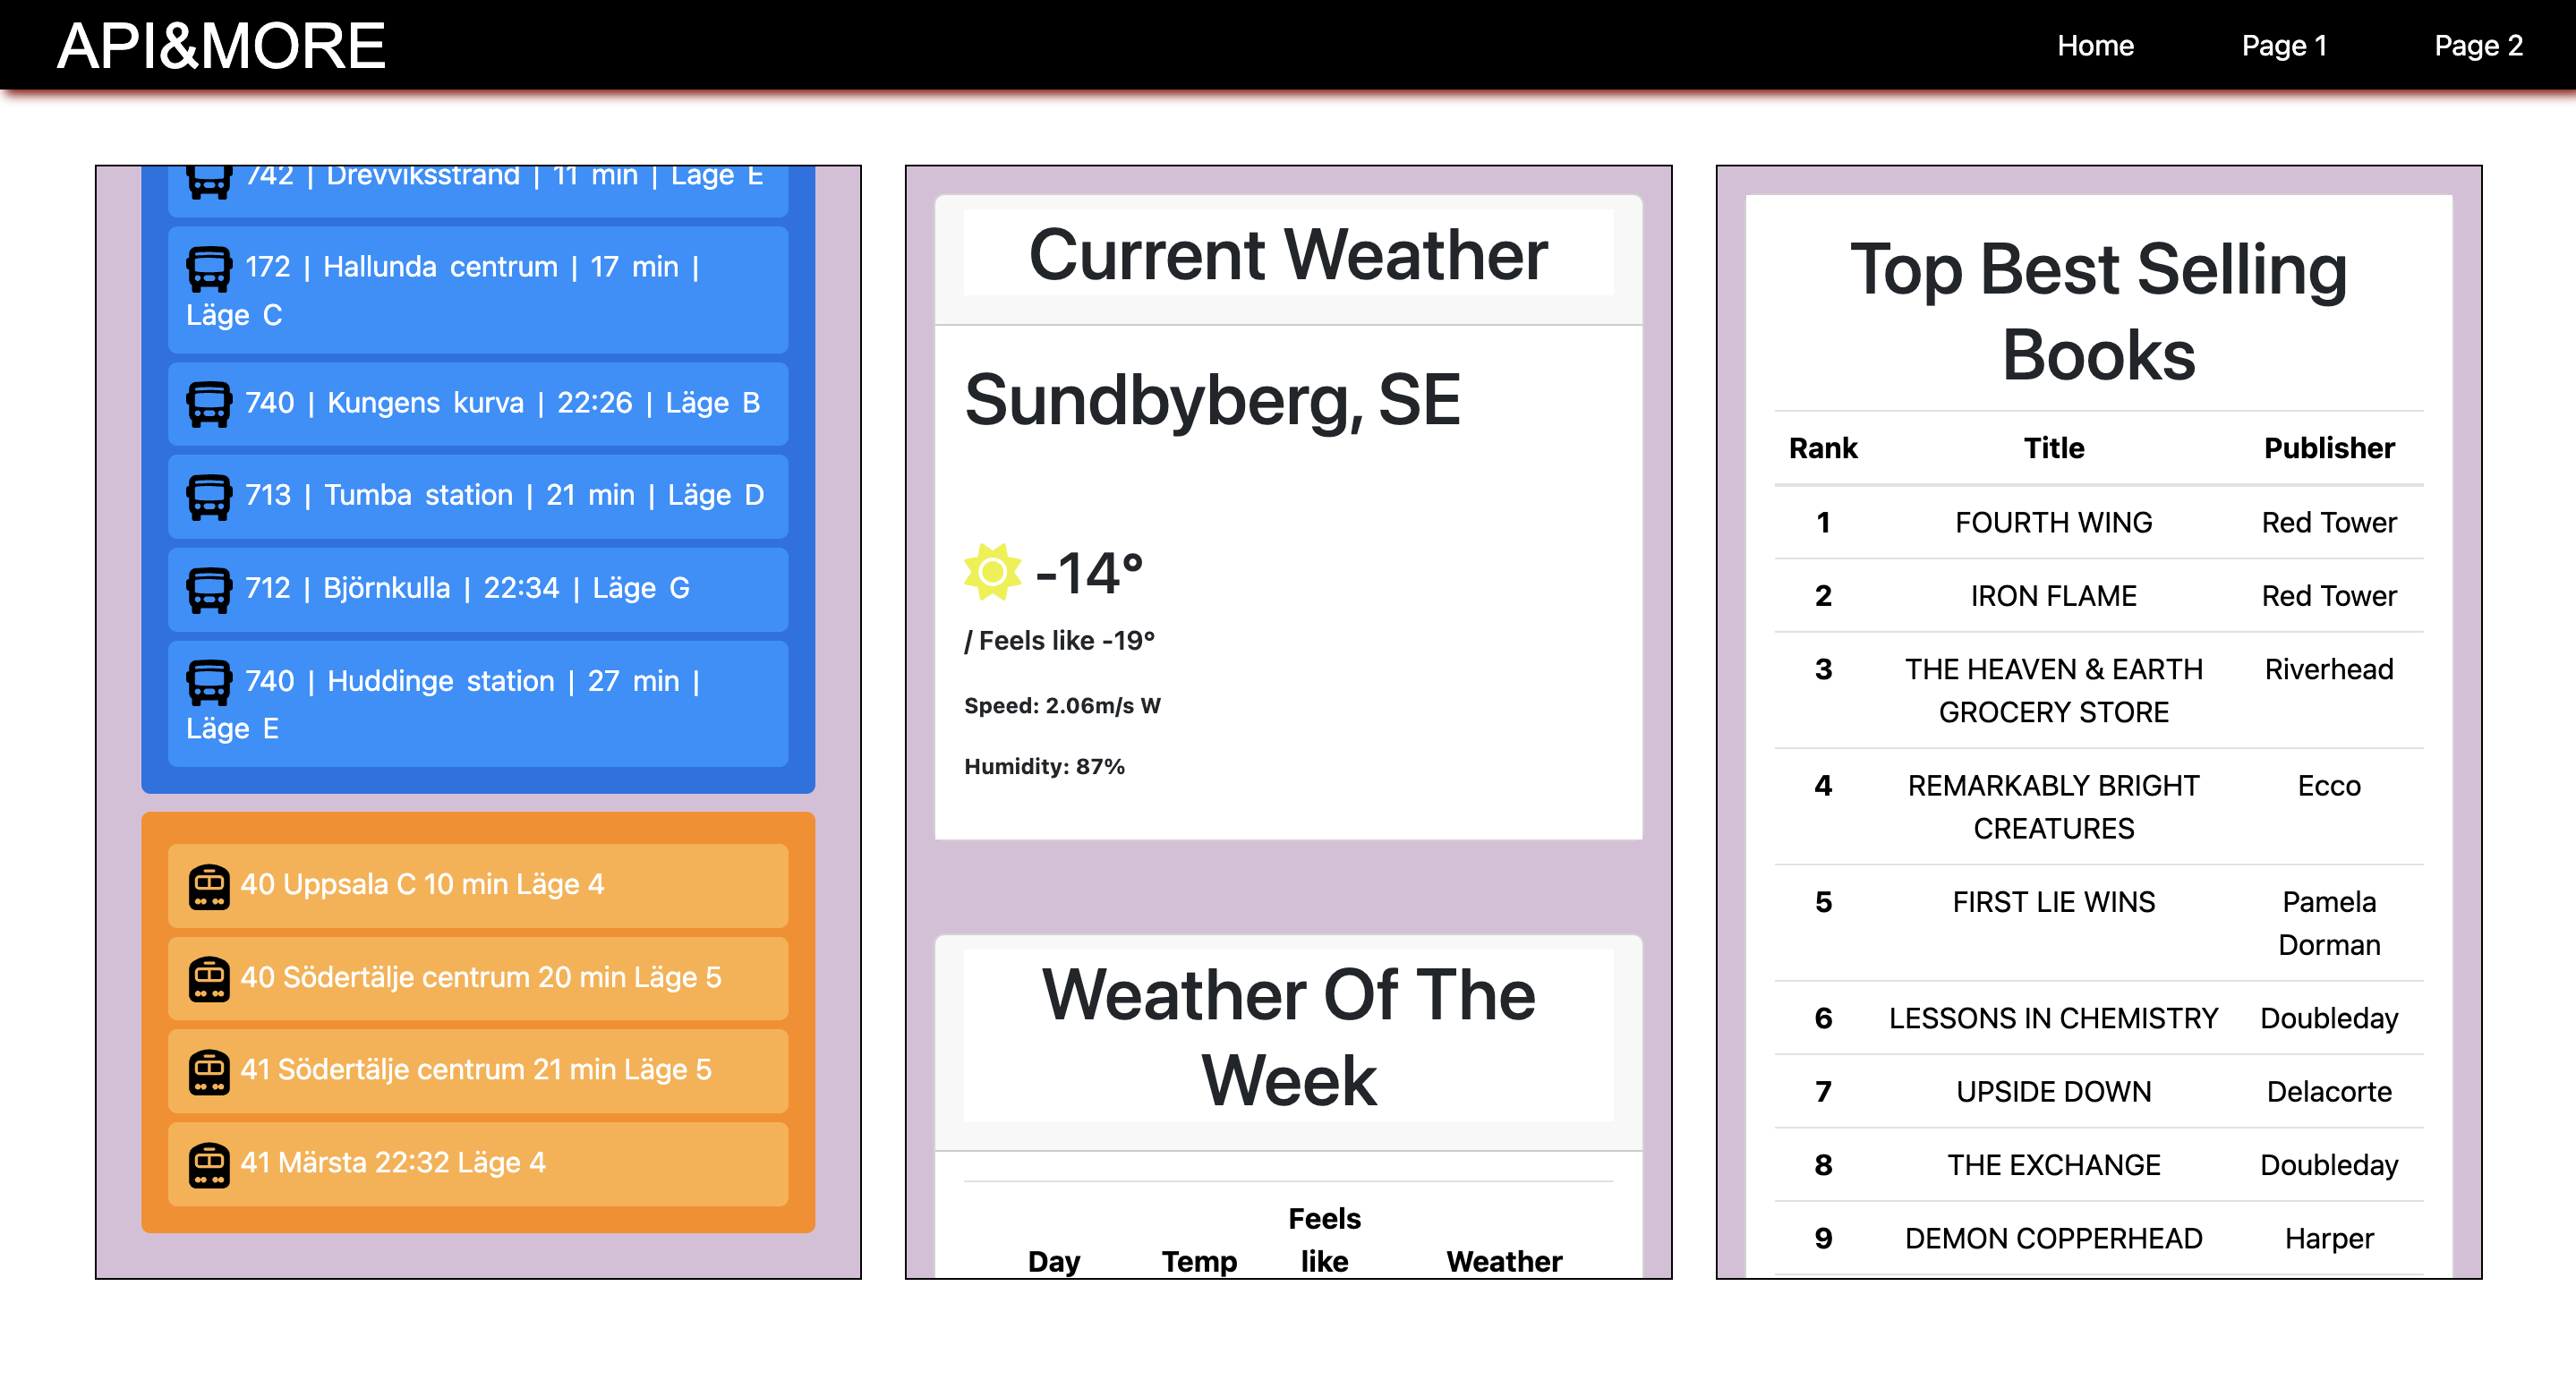 API&MORE
Home
Page 1
Page 2
742 | Drevviksstrand | 11 min | Läge E
172 | Hallunda centrum | 17 min |
Läge C
740 | Kungens kurva | 22:26 | Läge B
713 | Tumba station | 21 min | Läge D
712 | Björnkulla | 22:34 | Läge G
740 | Huddinge station | 27 min |
Läge E
40 Uppsala C 10 min Läge 4
40 Södertälje centrum 20 min Läge 5
41 Södertälje centrum 21 min Läge 5
41 Märsta 22:32 Läge 4
Current Weather
Sundbyberg, SE
-14°
/ Feels like -19°
Speed: 2.06m/s W
Humidity: 87%
Weather Of The
Week
Day Temp Feels like Weather
Top Best Selling
Books
Rank Title Publisher
1 FOURTH WING Red Tower
2 IRON FLAME Red Tower
3 THE HEAVEN & EARTH Riverhead
GROCERY STORE
4 REMARKABLY BRIGHT Ecco
CREATURES
5 FIRST LIE WINS Pamela
Dorman
6 LESSONS IN CHEMISTRY Doubleday
7 UPSIDE DOWN Delacorte
8 THE EXCHANGE Doubleday
9 DEMON COPPERHEAD Harper